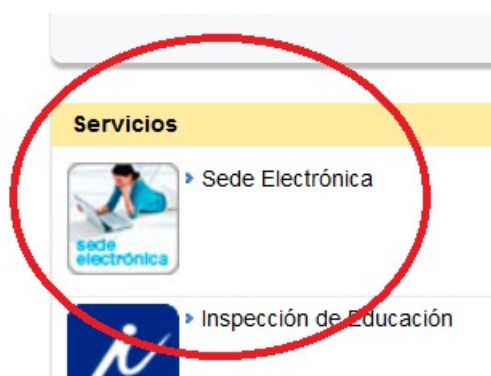 Servicios
Sede Electrónica
sede
electrónica
Inspección de Educación
i